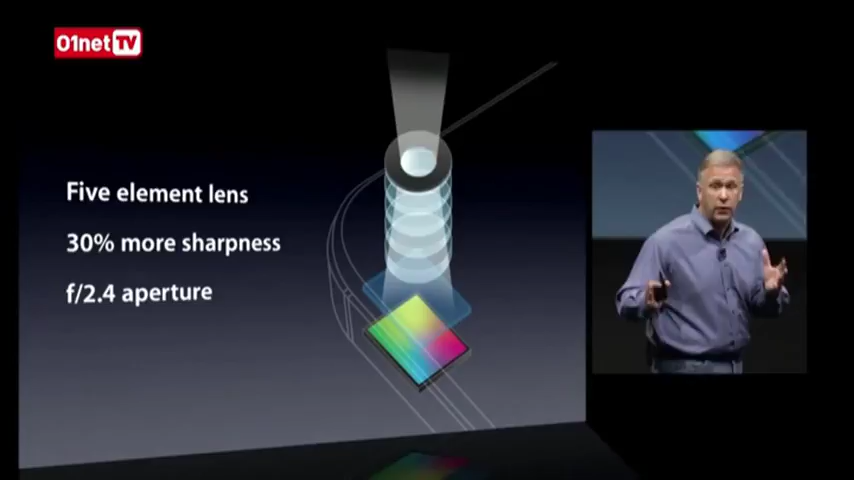 01netTV
Five element lens
30% more sharpness
f/2.4 aperture